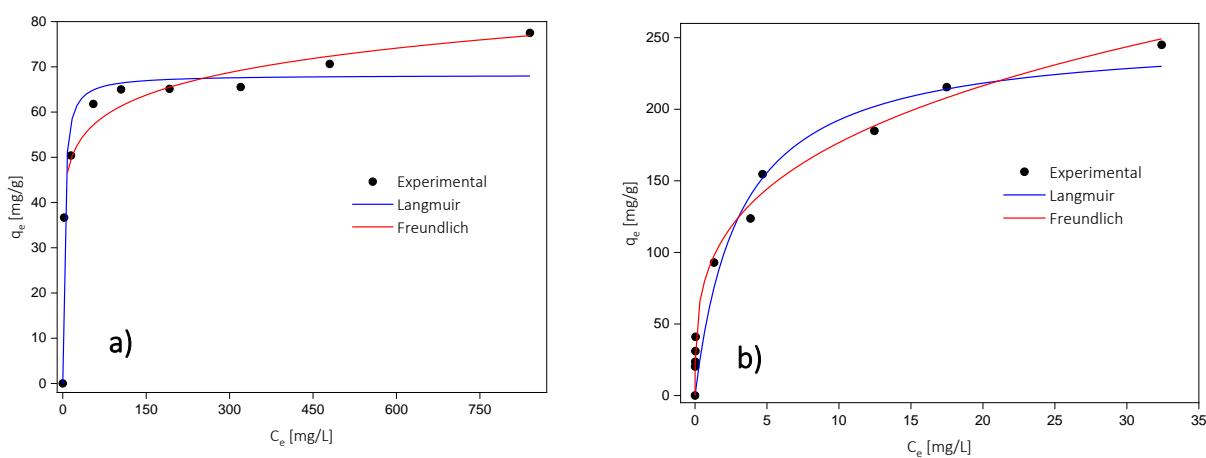 80
70
60
50
40
30
20
10
0
qe [mg/g]
0 150 300 450 600 750
Ce [mg/L]
Experimental
Langmuir
Freundlich
a)
250
200
150
100
50
0
qe [mg/g]
0 5 10 15 20 25 30 35
Ce [mg/L]
Experimental
Langmuir
Freundlich
b)